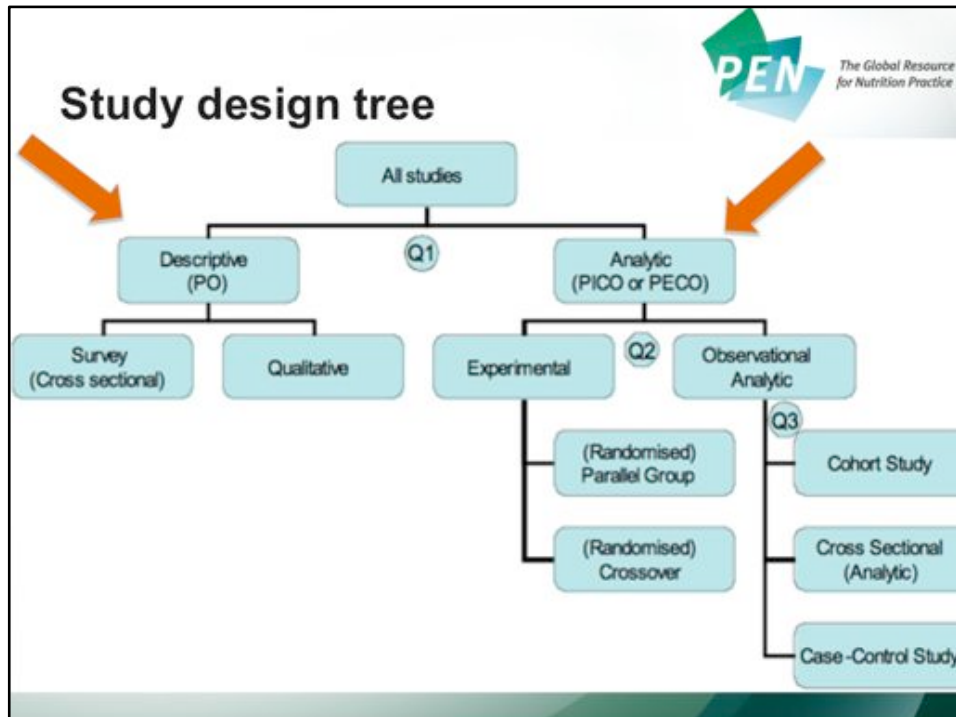 PEN
The Global Resource
for Nutrition Practice
Study design tree
All studies
Q1
Descriptive
(PO)
Analytic
(PICO or PECO)
Survey
(Cross sectional)
Qualitative
Experimental
Q2
Observational
Analytic
Q3
(Randomised)
Parallel Group
Cohort Study
(Randomised)
Crossover
Cross Sectional
(Analytic)
Case-Control Study